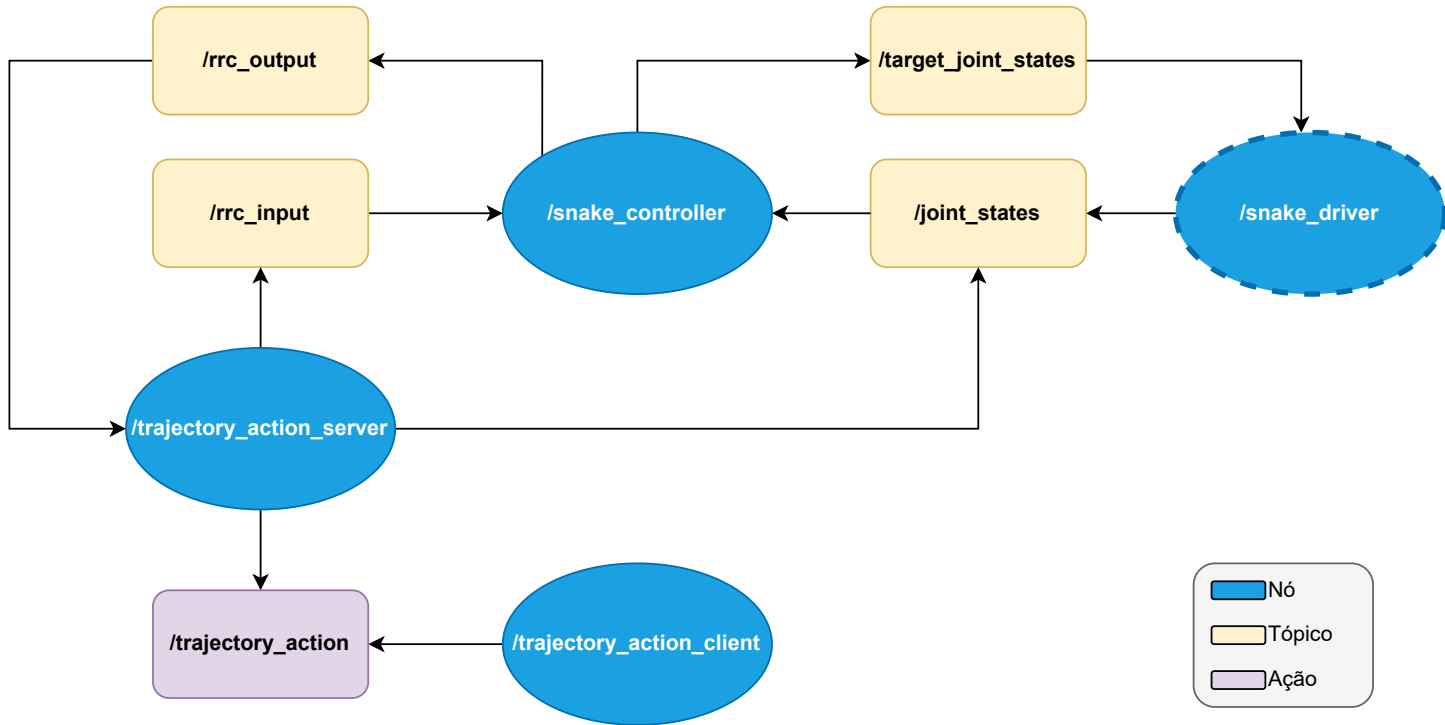 /rrc_output
/target_joint_states
/rrc_input
/snake_controller
/joint_states
/snake_driver
/trajectory_action_server
/trajectory_action
/trajectory_action_client
Nó
Tópico
Ação